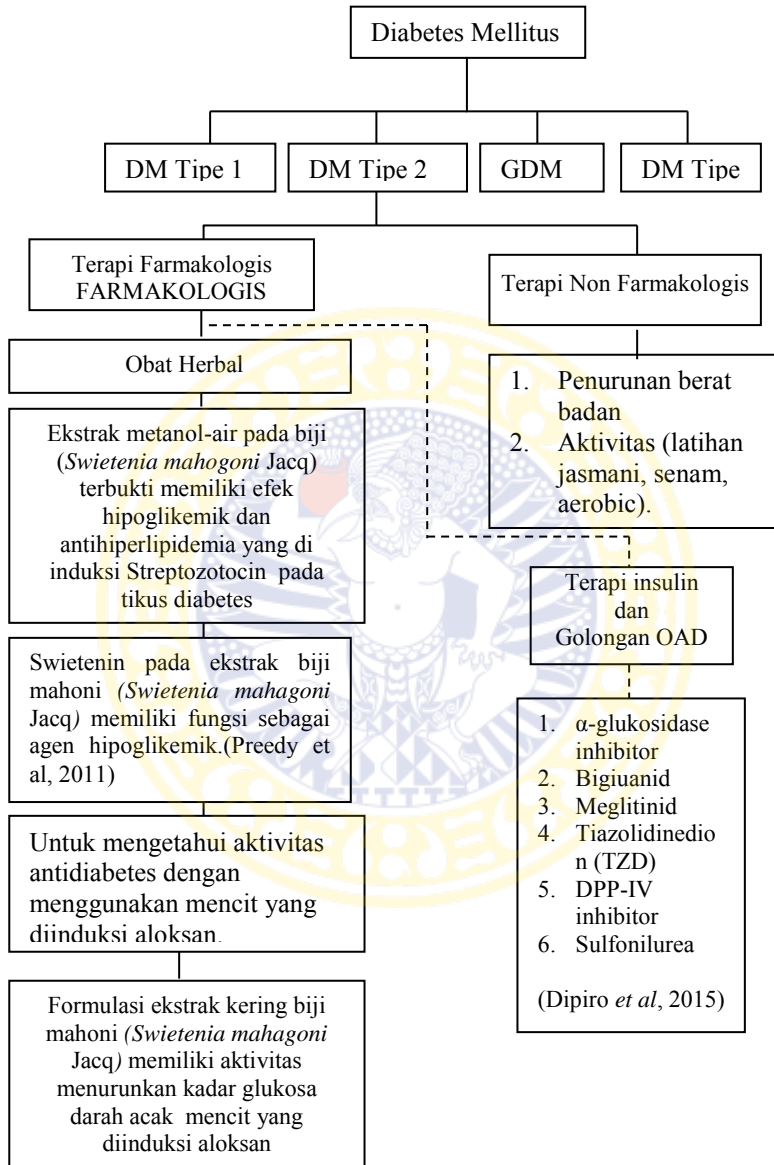 Diabetes Mellitus
DM Tipe 1
DM Tipe 2
GDM
DM Tipe
Terapi Farmakologis
FARMAKOLOGIS
Terapi Non Farmakologis
Obat Herbal
1. Penurunan berat
badan
2. Aktivitas (latihan
jasmani, senam,
aerobic).
Ekstrak metanol-air pada biji
(Swietenia mahogoni Jacq)
terbukti memiliki efek
hipoglikemik dan
antihiperlipidemia yang di
induksi Streptozotocin pada
tikus diabetes
Terapi insulin
dan
Golongan OAD
Swietenin pada ekstrak biji
mahoni (Swietenia mahagoni
Jacq) memiliki fungsi sebagai
agen hipoglikemik.(Preedy et
al, 2011)
1. α-glukosidase
inhibitor
2. Bigiuanid
3. Meglitinid
4. Tiazolidinedio
n (TZD)
5. DPP-IV
inhibitor
6. Sulfonilurea
(Dipiro et al, 2015)
Untuk mengetahui aktivitas
antidiabetes dengan
menggunakan mencit yang
diinduksi aloksan.
Formulasi ekstrak kering biji
mahoni (Swietenia mahagoni
Jacq) memiliki aktivitas
menurunkan kadar glukosa
darah acak mencit yang
diinduksi aloksan